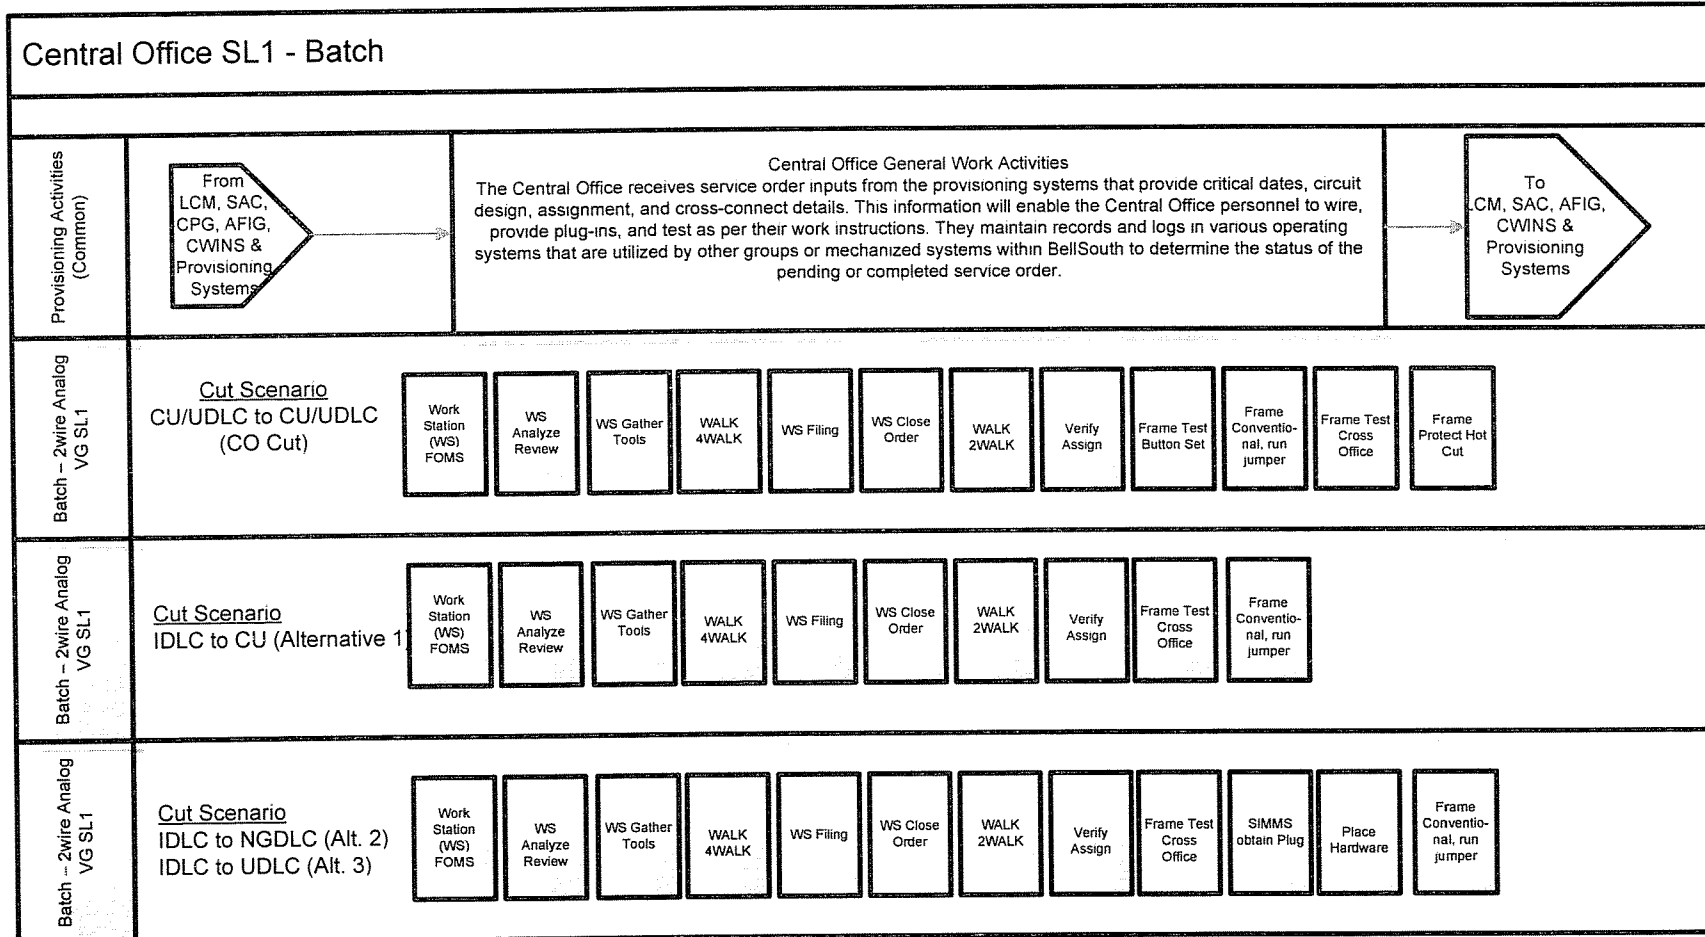 Central Office SL1 - Batch
Provisioning Activities
(Common)
From
LCM, SAC,
CPG, AFIG,
CWINS &
Provisioning
Systems
Central Office General Work Activities
The Central Office receives service order inputs from the provisioning systems that provide critical dates, circuit
design, assignment, and cross-connect details. This information will enable the Central Office personnel to wire,
provide plug-ins, and test as per their work instructions. They maintain records and logs in various operating
systems that are utilized by other groups or mechanized systems within BellSouth to determine the status of the
pending or completed service order.
To
LCM, SAC, AFIG,
CWINS &
Provisioning
Systems
Batch – 2wire Analog
VG SL1
Cut Scenario
CU/UDLC to CU/UDLC
(CO Cut)
Work
Station
(WS)
FOMS
WS
Analyze
Review
WS Gather
Tools
WALK
4WALK
WS Filing
WS Close
Order
WALK
2WALK
Verify
Assign
Frame Test
Button Set
Frame
Conventio-
nal, run
jumper
Frame Test
Cross
Office
Frame
Protect Hot
Cut
Batch – 2wire Analog
VG SL1
Cut Scenario
IDLC to CU (Alternative 1)
Work
Station
(WS)
FOMS
WS
Analyze
Review
WS Gather
Tools
WALK
4WALK
WS Filing
WS Close
Order
WALK
2WALK
Verify
Assign
Frame Test
Cross
Office
Frame
Conventio-
nal, run
jumper
Batch – 2wire Analog
VG SL1
Cut Scenario
IDLC to NGDLC (Alt. 2)
IDLC to UDLC (Alt. 3)
Work
Station
(WS)
FOMS
WS
Analyze
Review
WS Gather
Tools
WALK
4WALK
WS Filing
WS Close
Order
WALK
2WALK
Verify
Assign
Frame Test
Cross
Office
SIMMS
obtain Plug
Place
Hardware
Frame
Conventio-
nal, run
jumper